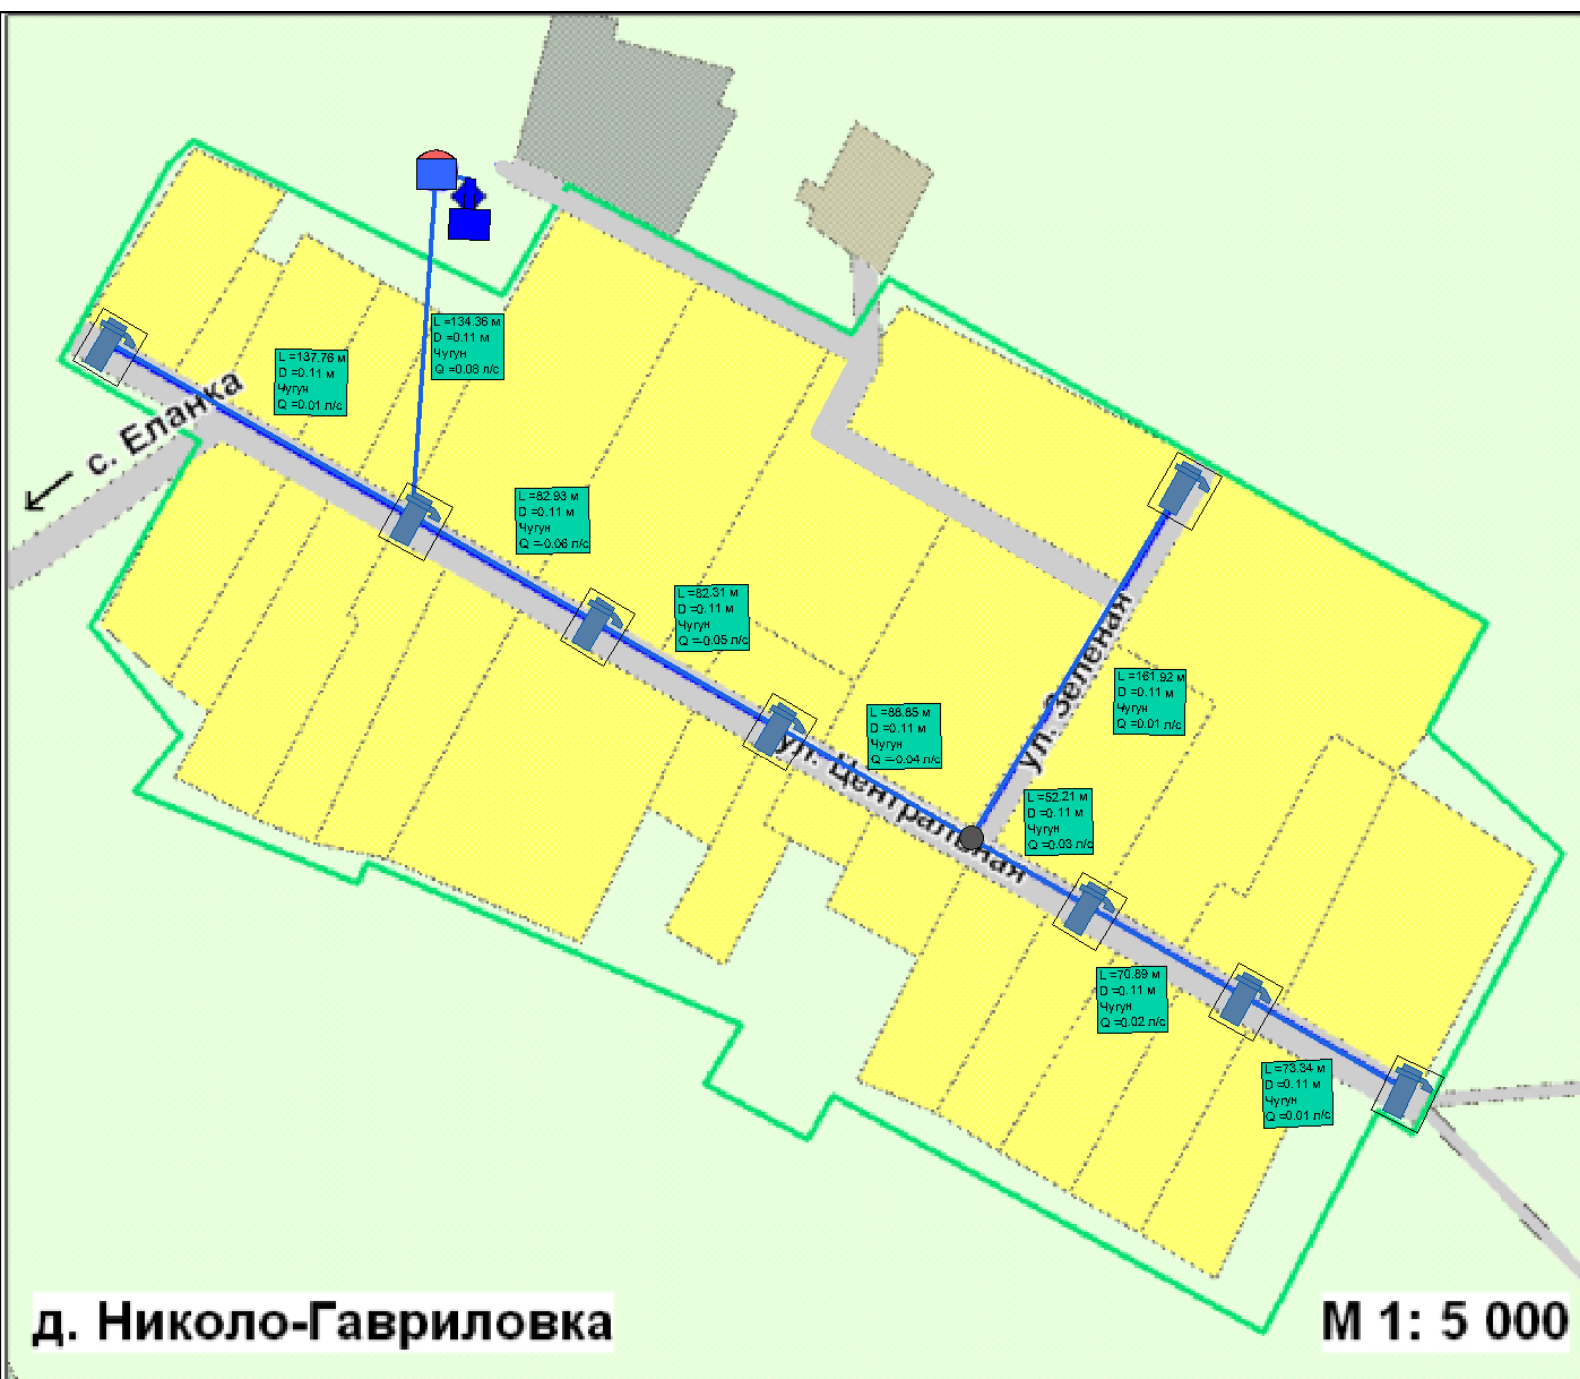 L =134.36 м
D =0.11 м
Чугун
Q =0.08 л/с
L =137.76 м
D =0.11 м
Чугун
Q =0.01 л/с
с. Еланка
L =82.93 м
D =0.11 м
Чугун
Q =-0.06 л/с
L =82.31 м
D =0.11 м
Чугун
Q =-0.05 л/с
ул. Зеленая
L =161.92 м
D =0.11 м
Чугун
Q =0.01 л/с
L =88.85 м
D =0.11 м
Чугун
Q =-0.04 л/с
ул. Центральная
L =52.21 м
D =0.11 м
Чугун
Q =0.03 л/с
L =70.89 м
D =0.11 м
Чугун
Q =0.02 л/с
L =73.34 м
D =0.11 м
Чугун
Q =0.01 л/с
д. Николо-Гавриловка
М 1: 5 000